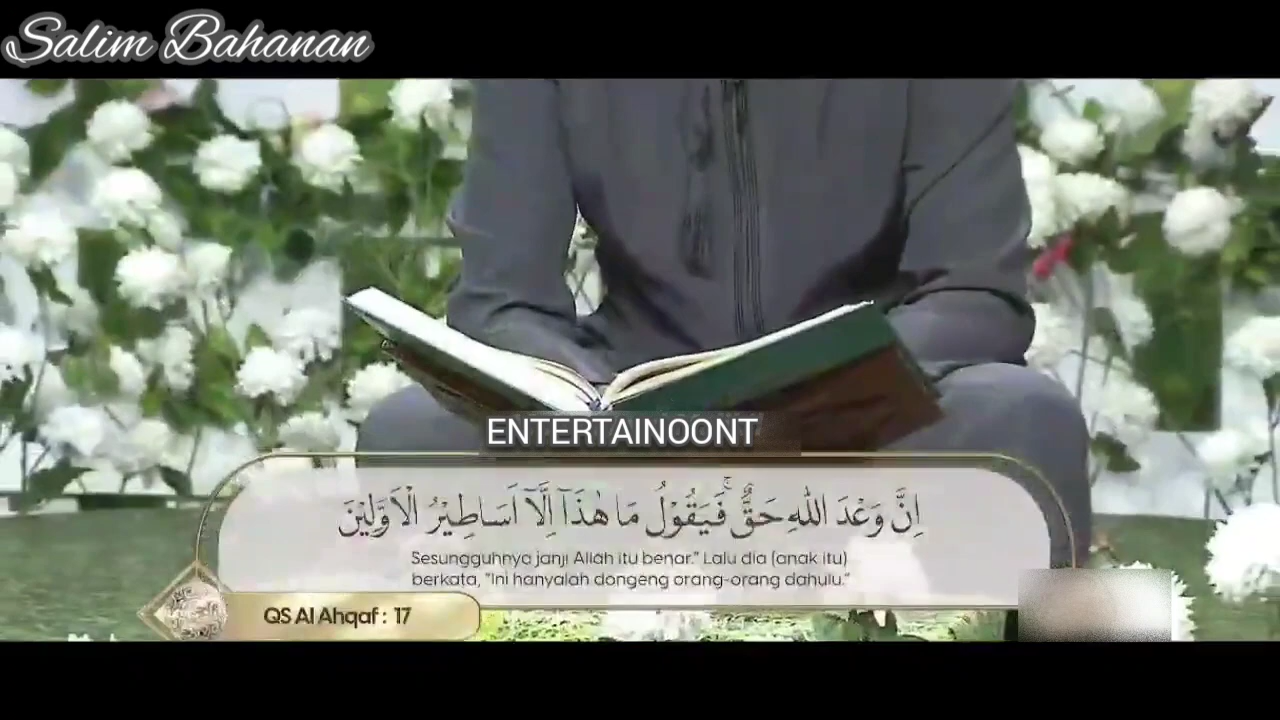 Salim Bahanan
ENTERTAINOONT
اِنَّ وَعْدَ اللّٰهِ حَقٌّۚ فَيَقُوْلُ مَا هٰذَآ اِلَّآ اَسَاطِيْرُ الْاَوَّلِيْنَ
Sesungguhnya janji Allah itu benar." Lalu dia (anak itu)
berkata, "Ini hanyalah dongeng orang-orang dahulu."
QS Al Ahqaf : 17